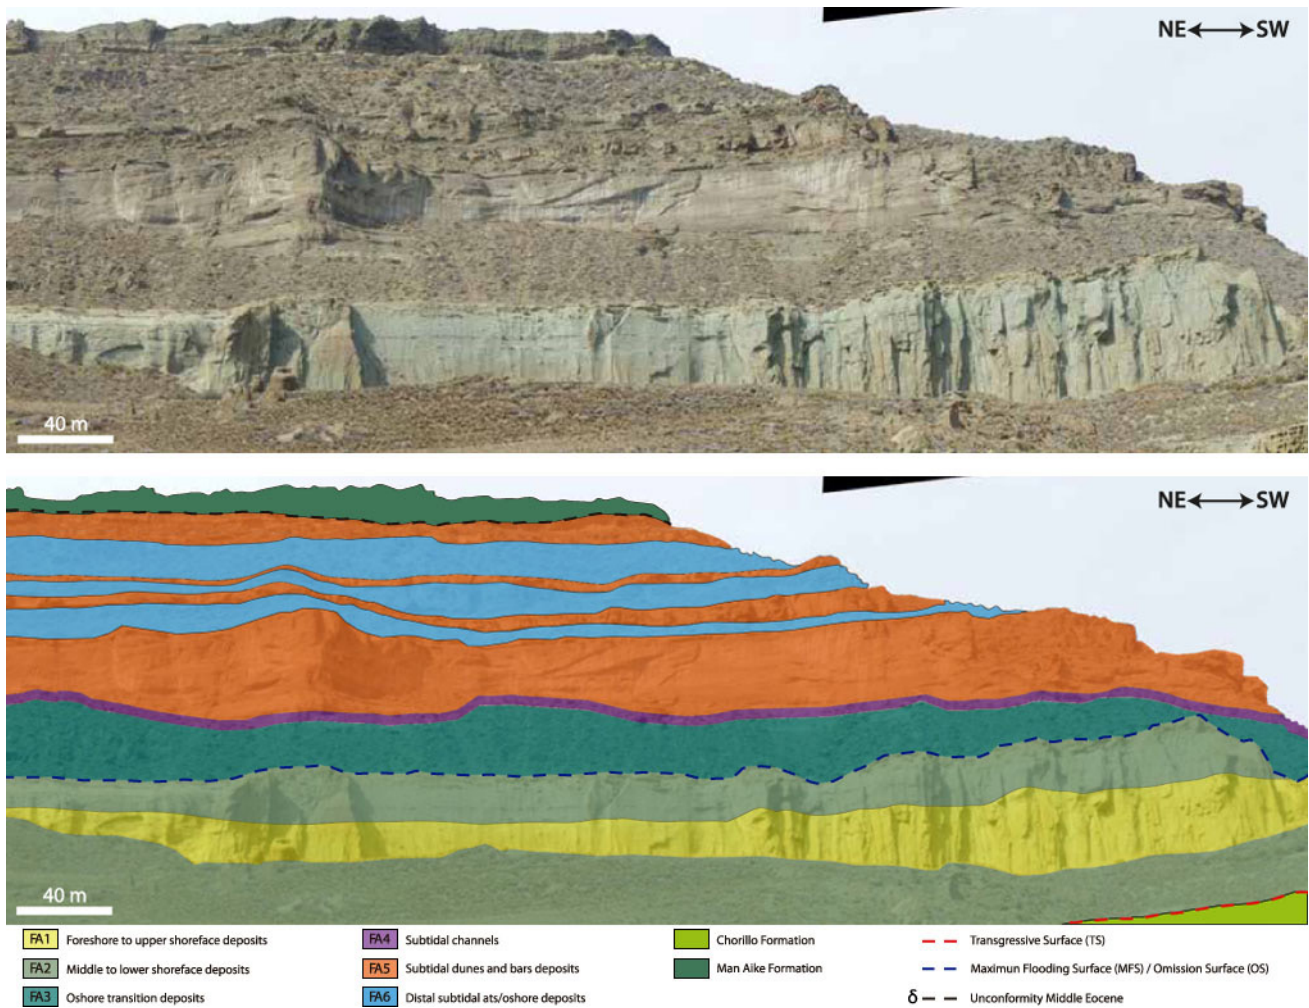 NE ↔ SW
40 m
NE ↔ SW
40 m
FA1 Foreshore to upper shoreface deposits
FA2 Middle to lower shoreface deposits
FA3 Oshore transition deposits
FA4 Subtidal channels
FA5 Subtidal dunes and bars deposits
FA6 Distal subtidal ats/oshore deposits
Chorillo Formation
Man Aike Formation
Transgressive Surface (TS)
Maximun Flooding Surface (MFS) / Omission Surface (OS)
δ Unconformity Middle Eocene